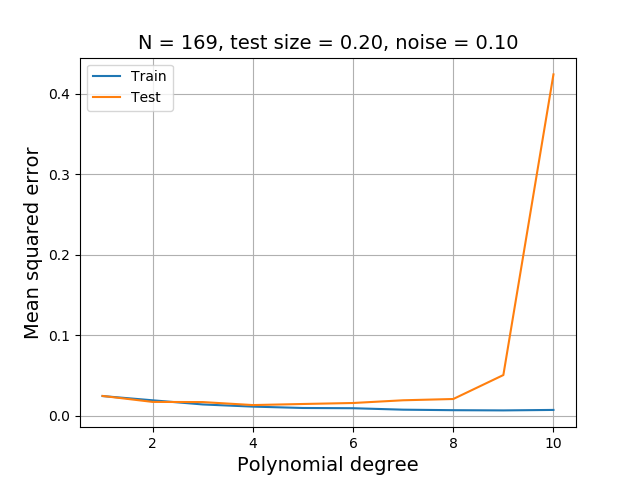 N = 169, test size = 0.20, noise = 0.10
Train
Test
0.4
0.3
0.2
0.1
0.0
Mean squared error
2 4 6 8 10
Polynomial degree